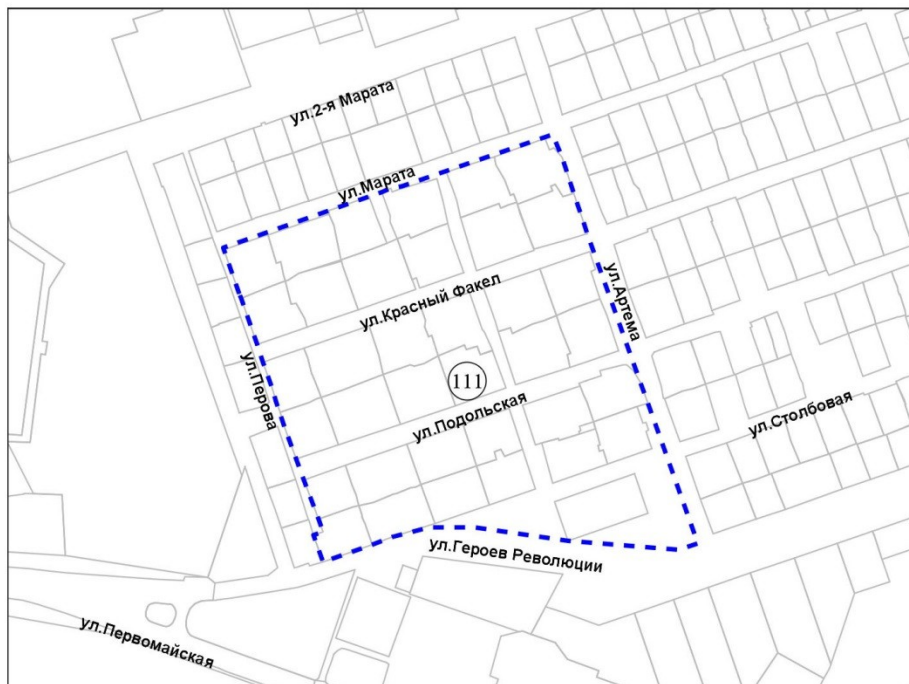 ул.2-я Марата
ул.Марата
ул.Красный Факел
ул.Артема
ул.Перова
111
ул.Подольская
ул.Столбовая
ул.Героев Революции
ул.Первомайская